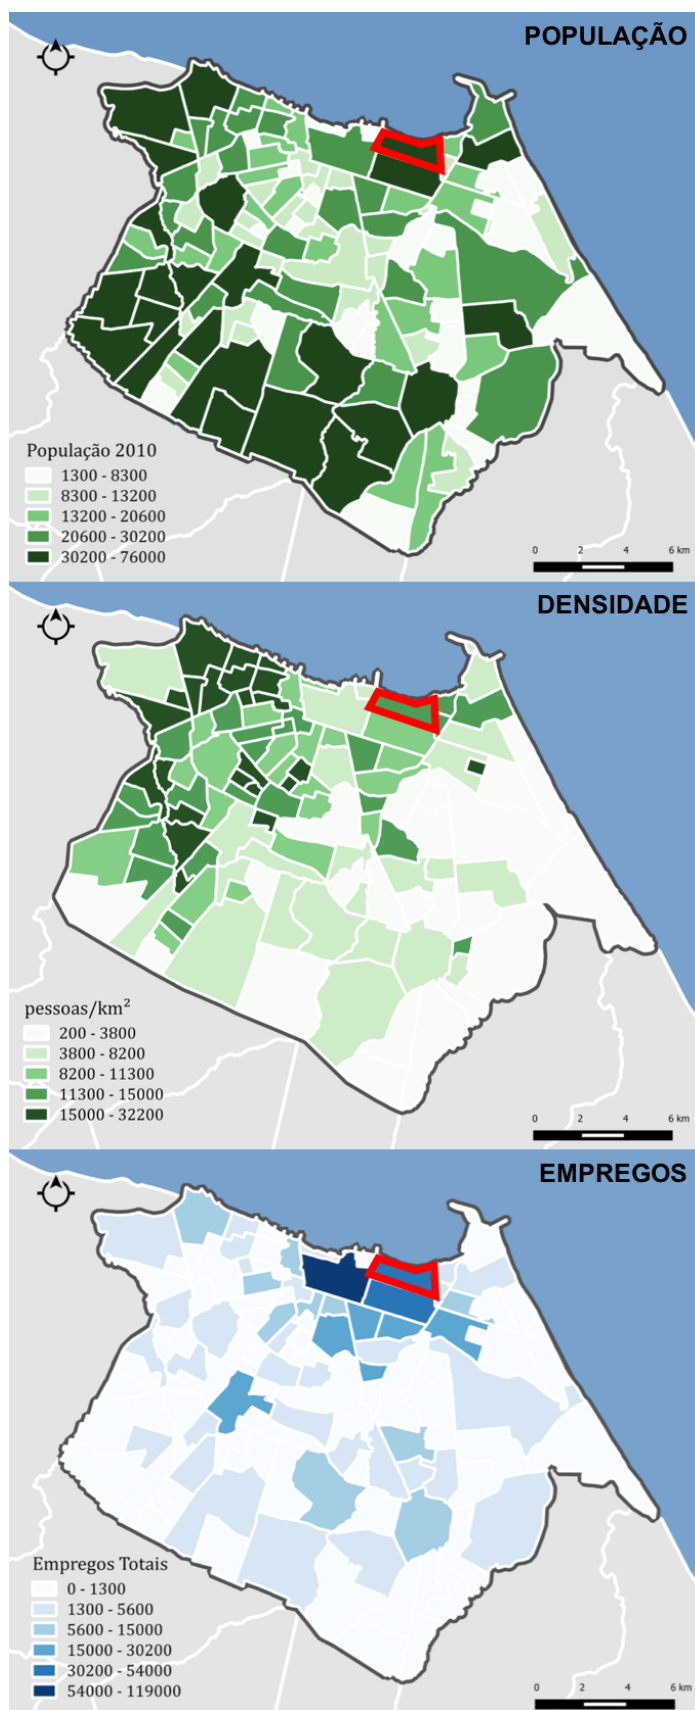 POPULAÇÃO
População 2010
1300 - 8300
8300 - 13200
13200 - 20600
20600 - 30200
30200 - 76000
0 2 4 6 km
DENSIDADE
pessoas/km²
200 - 3800
3800 - 8200
8200 - 11300
11300 - 15000
15000 - 32200
0 2 4 6 km
EMPREGOS
Empregos Totais
0 - 1300
1300 - 5600
5600 - 15000
15000 - 30200
30200 - 54000
54000 - 119000
0 2 4 6 km